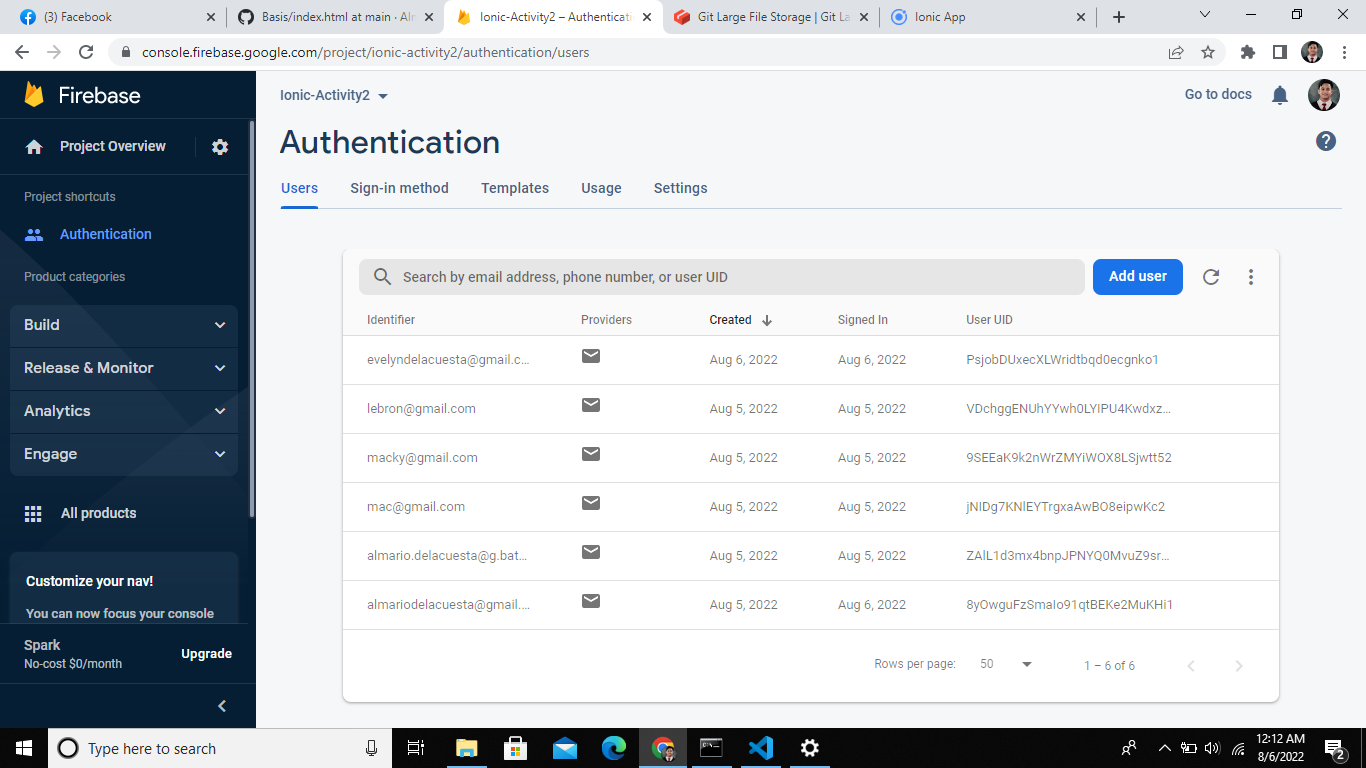 (3) Facebook
Basis/index.html at main · Alm
Ionic-Activity2 – Authenticati
Git Large File Storage | Git La
Ionic App
console.firebase.google.com/project/ionic-activity2/authentication/users
Firebase
Ionic-Activity2
Go to docs
Project Overview
Authentication
Users Sign-in method Templates Usage Settings
Project shortcuts
Authentication
Product categories
Build
Release & Monitor
Analytics
Engage
All products
Customize your nav!
You can now focus your console
Spark
No-cost $0/month
Upgrade
Search by email address, phone number, or user UID
Add user
Identifier Providers Created Signed In User UID
evelyndelacuesta@gmail.c... Aug 6, 2022 Aug 6, 2022 PsjobDUxecXLWridtbqd0ecgnko1
lebron@gmail.com Aug 5, 2022 Aug 5, 2022 VDchggENUhYYwh0LYIPU4Kwdxz...
macky@gmail.com Aug 5, 2022 Aug 5, 2022 9SEEaK9k2nWrZMYiWOX8LSjwtt52
mac@gmail.com Aug 5, 2022 Aug 5, 2022 jNIDg7KNlEYTrgxaAwBO8eipwKc2
almario.delacuesta@g.bat... Aug 5, 2022 Aug 5, 2022 ZAlL1d3mx4bnpJPNYQ0MvuZ9sr...
almariodelacuesta@gmail.... Aug 5, 2022 Aug 6, 2022 8yOwguFzSmaIo91qtBEKe2MuKHi1
Rows per page: 50 1 – 6 of 6
Type here to search
12:12 AM
8/6/2022
2